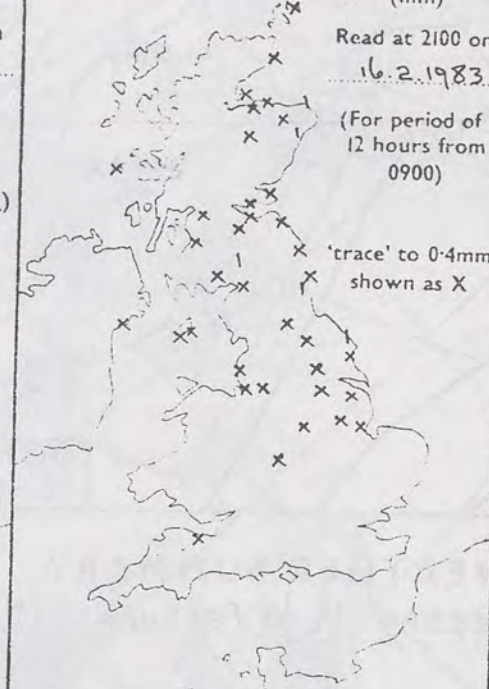 (mm)
Read at 2100 on
16.2.1983
(For period of
12 hours from
0900)
'trace' to 0·4mm
shown as X